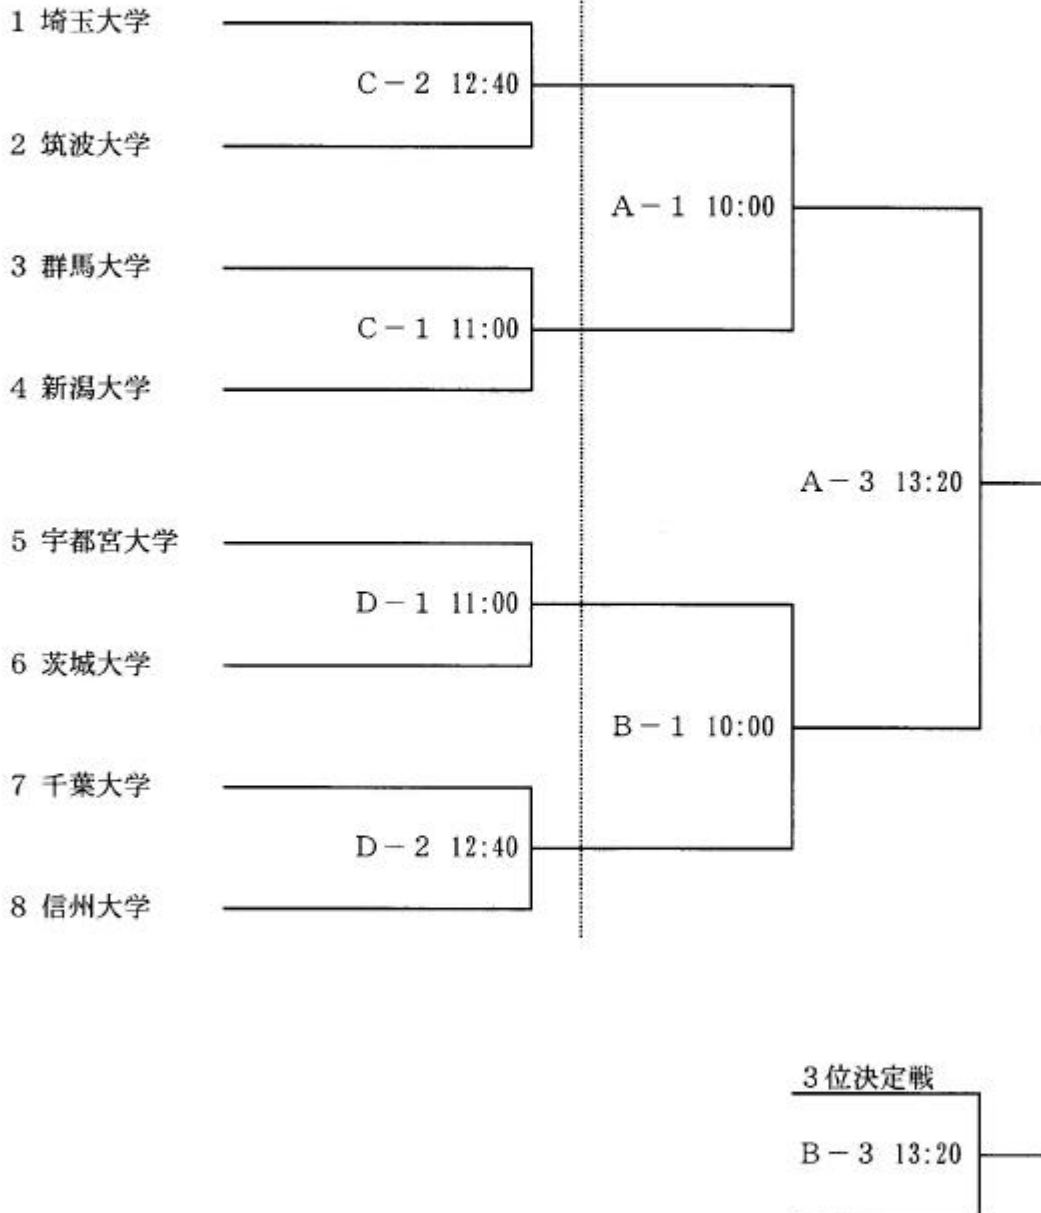 1 埼玉大学
C－2 12:40
2 筑波大学
A－1 10:00
3 群馬大学
C－1 11:00
4 新潟大学
A－3 13:20
5 宇都宮大学
D－1 11:00
6 茨城大学
B－1 10:00
7 千葉大学
D－2 12:40
8 信州大学
3位決定戦
B－3 13:20